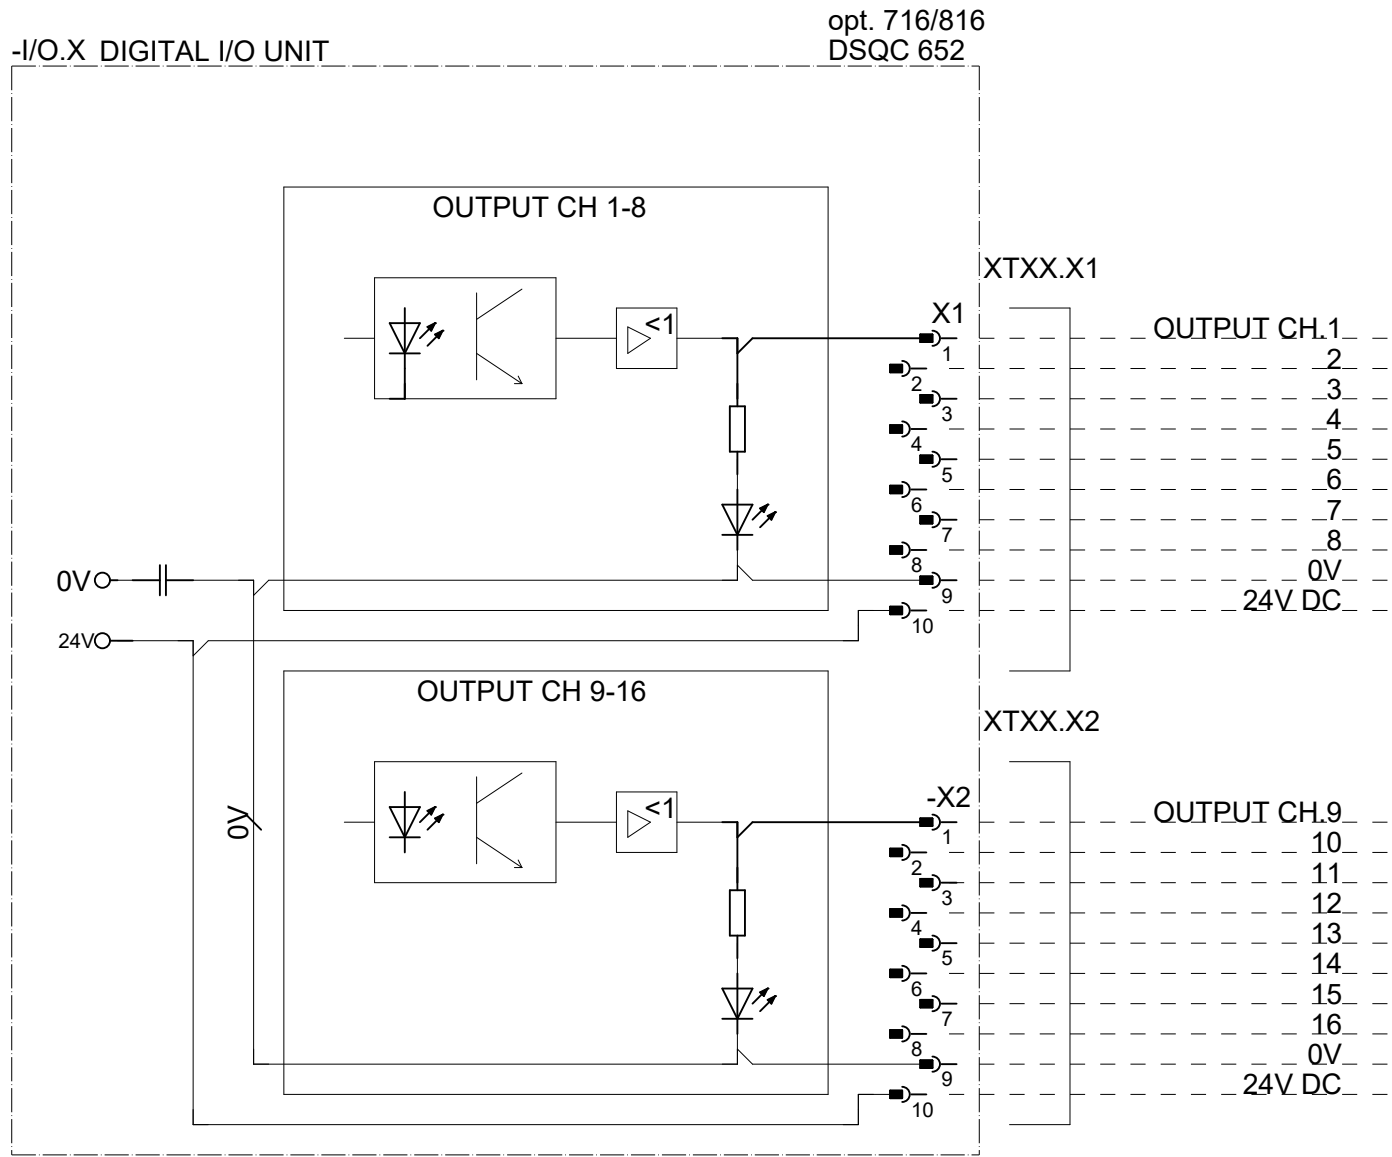 opt. 716/816
-I/O.X DIGITAL I/O UNIT
DSQC 652
OUTPUT CH 1-8
XTXX.X1
X1
<1
OUTPUT CH.1
1
2
2
3
3
4
4
5
5
6
6
7
7
8
8
0V
0V
9
24V DC
10
24V
OUTPUT CH 9-16
XTXX.X2
-X2
<1
0V
OUTPUT CH.9
1
10
2
11
3
12
4
13
5
14
6
15
7
16
8
0V
9
24V DC
10